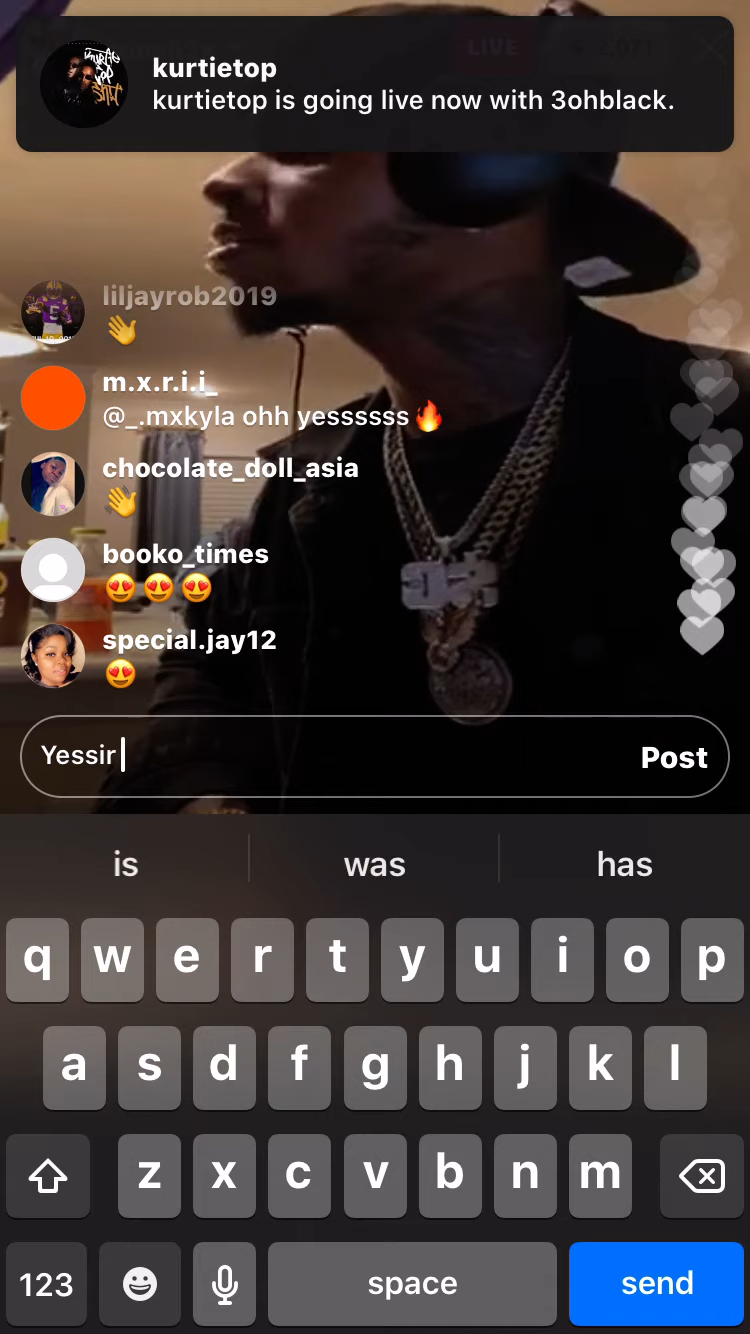 LIVE
kurtietop
kurtietop is going live now with 3ohblack.
liljayrob2019
👋
m.x.r.i.i_
@_.mxkyla ohh yessssss🔥
chocolate_doll_asia
👋
booko_times
😍😍😍
special.jay12
😍
Yessir
Post
is was has
q w e r t y u i o p
a s d f g h j k l
z x c v b n m
123 space send